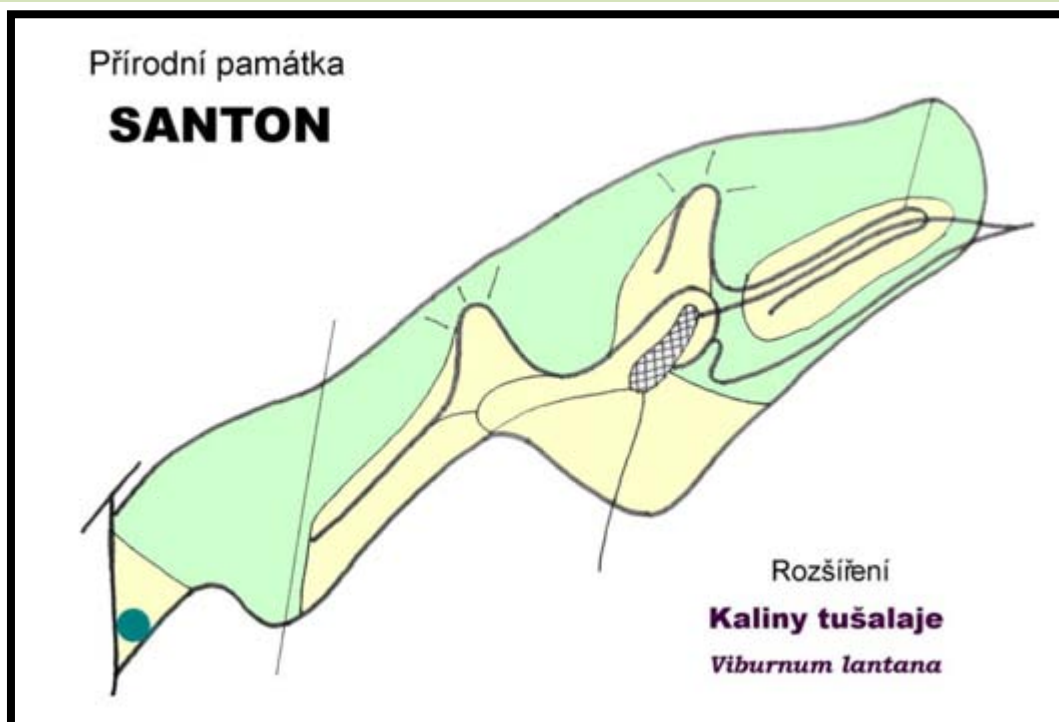 Přírodní památka
SANTON
Rozšíření
Kaliny tušalaje
Viburnum lantana